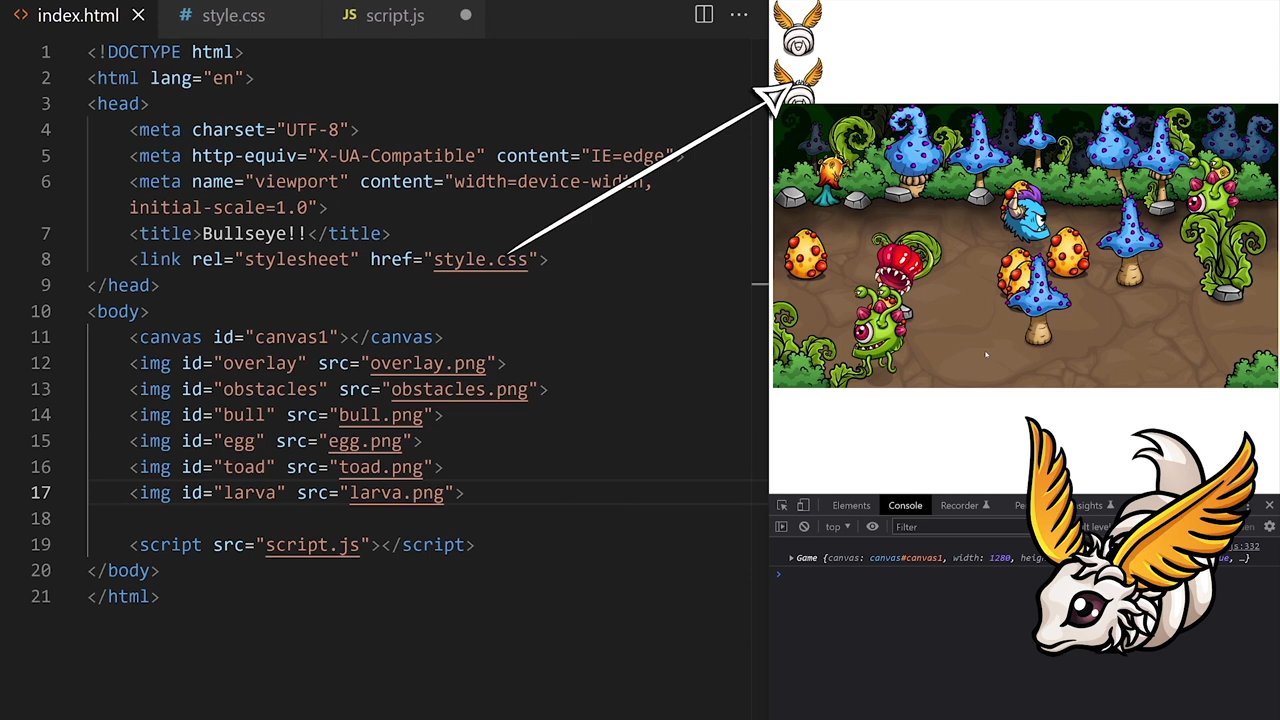 index.html
style.css
JS script.js
1 <!DOCTYPE html>
2 <html lang="en">
3 <head>
4 <meta charset="UTF-8">
5 <meta http-equiv="X-UA-Compatible" content="IE=edge">
6 <meta name="viewport" content="width=device-width,
initial-scale=1.0">
7 <title>Bullseye!!</title>
8 <link rel="stylesheet" href="style.css">
9 </head>
10 <body>
11 <canvas id="canvas1"></canvas>
12 <img id="overlay" src="overlay.png">
13 <img id="obstacles" src="obstacles.png">
14 <img id="bull" src="bull.png">
15 <img id="egg" src="egg.png">
16 <img id="toad" src="toad.png">
17 <img id="larva" src="larva.png">
18
19 <script src="script.js"></script>
20 </body>
21 </html>
Elements Console Recorder
top Filter
Game {canvas: canvas#canvas1, width: 1280, …}
js:332